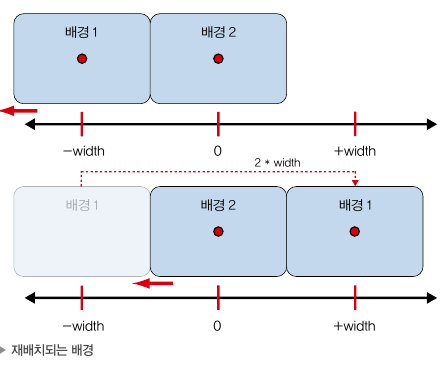 배경 1
배경 2
-width
0
+width
2 * width
배경 1
배경 2
배경 1
-width
0
+width
▶ 재배치되는 배경